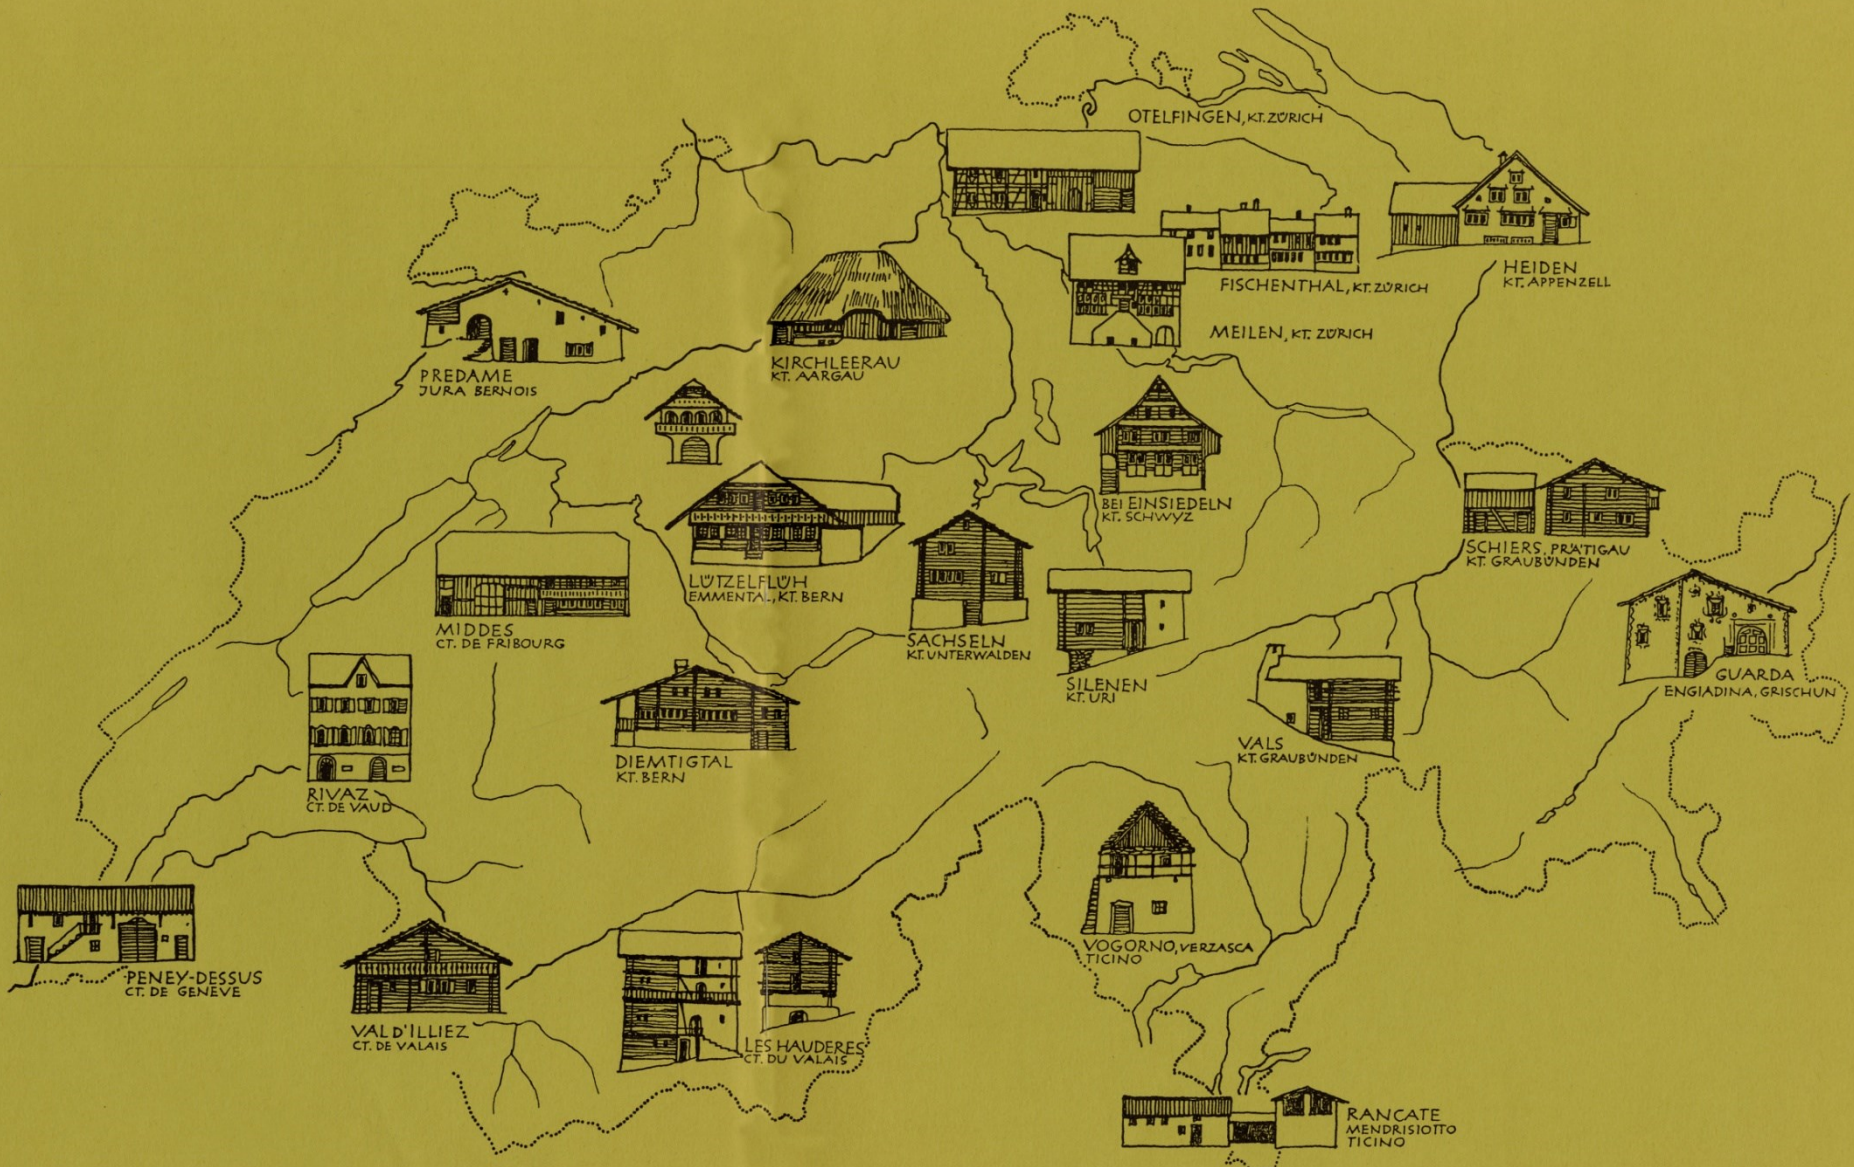 OTELFINGEN, KT. ZÜRICH
HEIDEN
KT. APPENZELL
FISCHENTHAL, KT. ZÜRICH
MEILEN, KT. ZÜRICH
KIRCHLEERAU
KT. AARGAU
PREDAME
JURA BERNOIS
BEI EINSIEDELN
KT. SCHWYZ
SCHIERS, PRÄTIGAU
KT. GRAUBÜNDEN
LÜTZELFLÜH
EMMENTAL, KT. BERN
MIDDES
CT. DE FRIBOURG
SACHSELN
KT. UNTERWALDEN
SILENEN
KT. URI
GUARDA
ENGIADINA, GRISCHUN
VALS
KT. GRAUBÜNDEN
DIEMTIGTAL
KT. BERN
RIVAZ
CT. DE VAUD
VOGORNO, VERZASCA
TICINO
PENEY-DESSUS
CT. DE GENÈVE
VAL D'ILLIEZ
CT. DE VALAIS
LES HAUDERES
CT. DU VALAIS
RANCATE
MENDRISIOTTO
TICINO